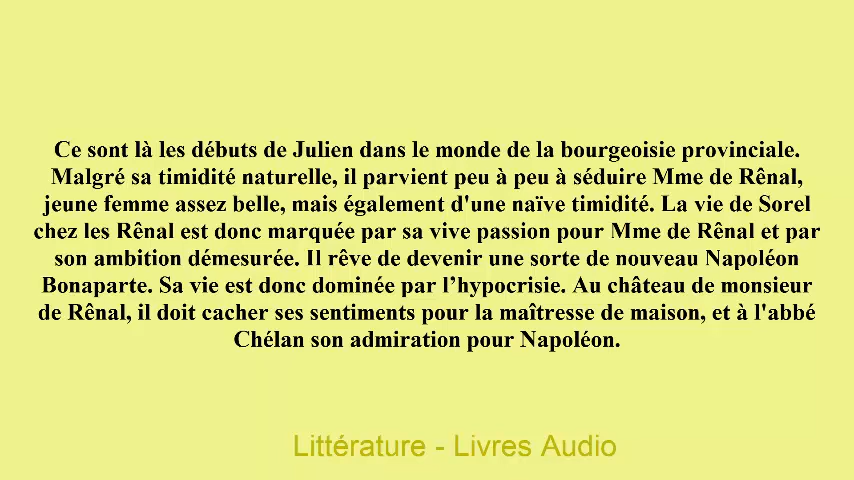 Ce sont là les débuts de Julien dans le monde de la bourgeoisie provinciale.
Malgré sa timidité naturelle, il parvient peu à peu à séduire Mme de Rênal,
jeune femme assez belle, mais également d'une naïve timidité. La vie de Sorel
chez les Rênal est donc marquée par sa vive passion pour Mme de Rênal et par
son ambition démesurée. Il rêve de devenir une sorte de nouveau Napoléon
Bonaparte. Sa vie est donc dominée par l’hypocrisie. Au château de monsieur
de Rênal, il doit cacher ses sentiments pour la maîtresse de maison, et à l'abbé
Chélan son admiration pour Napoléon.
Littérature - Livres Audio